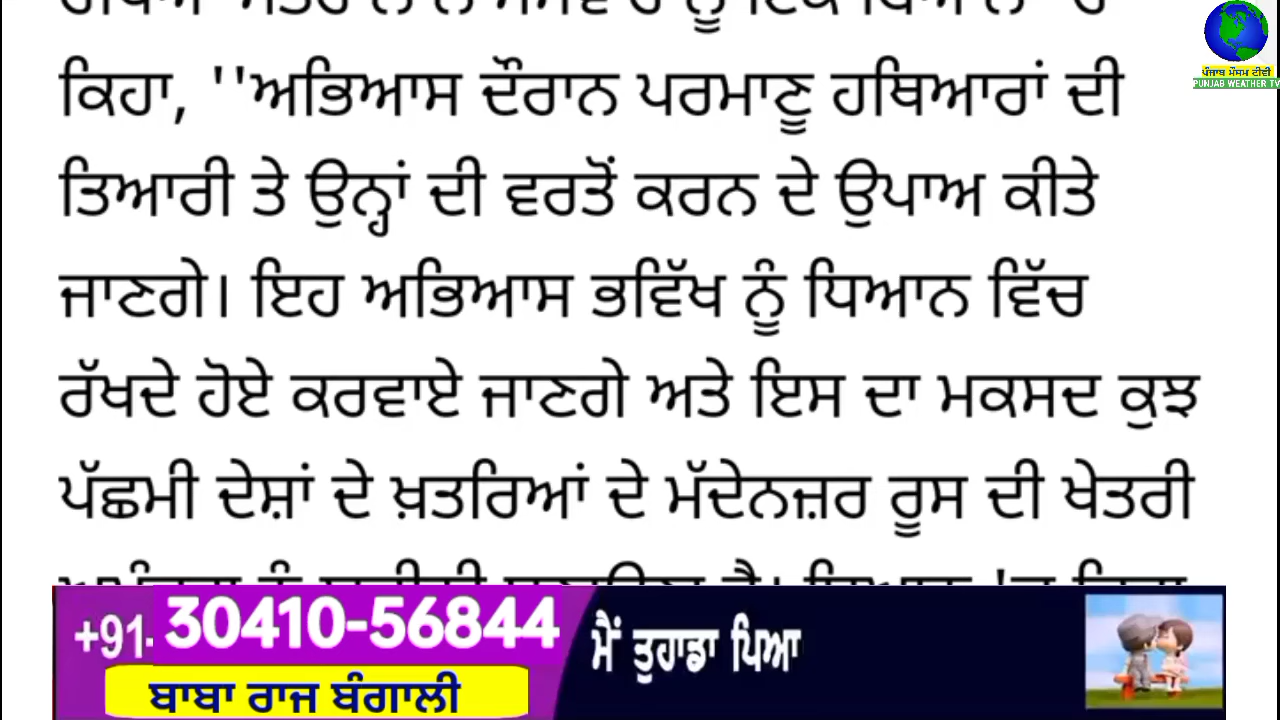 ਕਿਹਾ, ''ਅਭਿਆਸ ਦੌਰਾਨ ਪਰਮਾਣੂ ਹਥਿਆਰਾਂ ਦੀ
ਤਿਆਰੀ ਤੇ ਉਨ੍ਹਾਂ ਦੀ ਵਰਤੋਂ ਕਰਨ ਦੇ ਉਪਾਅ ਕੀਤੇ
ਜਾਣਗੇ। ਇਹ ਅਭਿਆਸ ਭਵਿੱਖ ਨੂੰ ਧਿਆਨ ਵਿੱਚ
ਰੱਖਦੇ ਹੋਏ ਕਰਵਾਏ ਜਾਣਗੇ ਅਤੇ ਇਸ ਦਾ ਮਕਸਦ ਕੁਝ
ਪੱਛਮੀ ਦੇਸ਼ਾਂ ਦੇ ਖ਼ਤਰਿਆਂ ਦੇ ਮੱਦੇਨਜ਼ਰ ਰੂਸ ਦੀ ਖੇਤਰੀ
ਪੰਜਾਬ ਮੌਸਮ ਟੀਵੀ
PUNJAB WEATHER TV
+91- 30410-56844
ਬਾਬਾ ਰਾਜ ਬੰਗਾਲੀ
ਮੈਂ ਤੁਹਾਡਾ ਪਿਆ